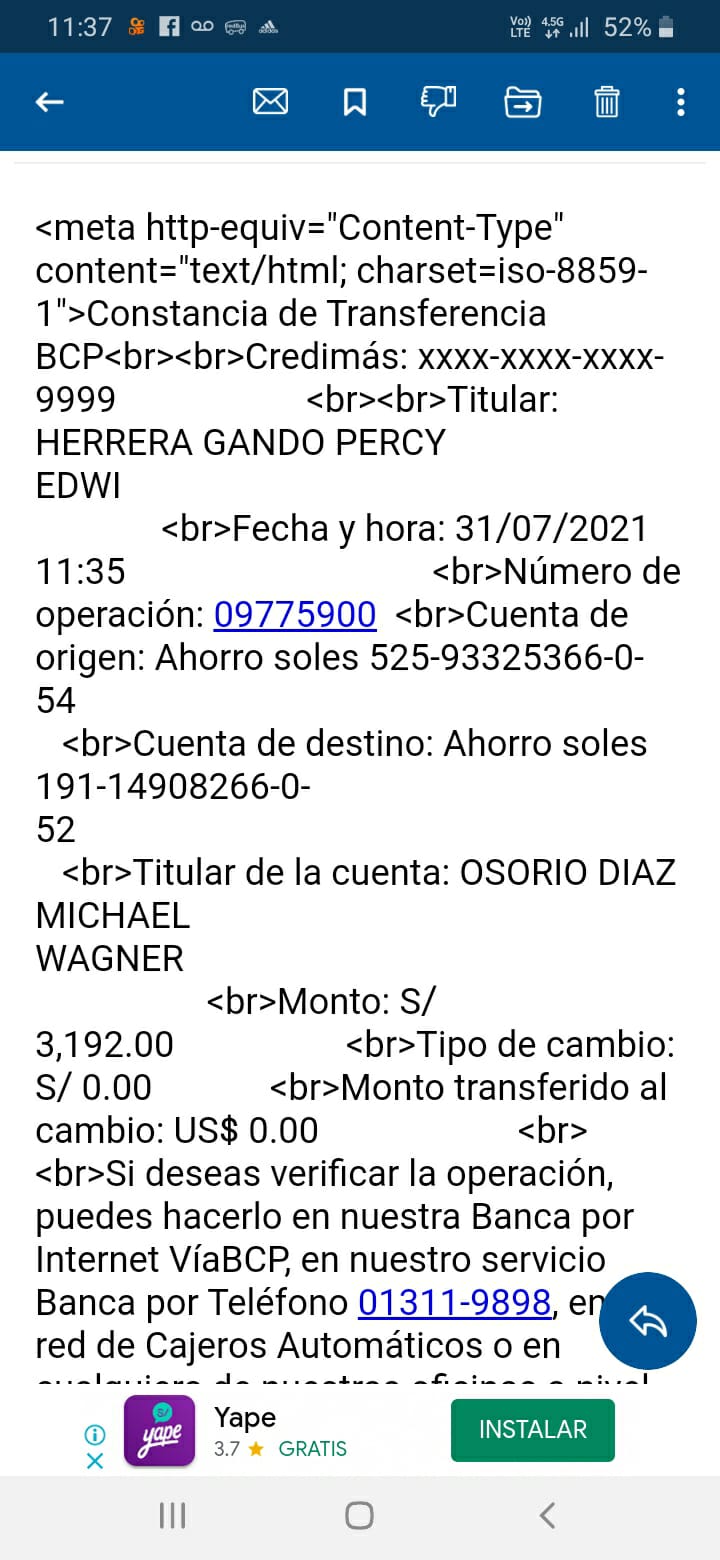 11:37
Vo)) LTE 4.5G 52%
<meta http-equiv="Content-Type"
content="text/html; charset=iso-8859-
1">Constancia de Transferencia
BCP<br><br>Credimás: xxxx-xxxx-xxxx-
9999 <br><br>Titular:
HERRERA GANDO PERCY
EDWI
<br>Fecha y hora: 31/07/2021
11:35 <br>Número de
operación: 09775900 <br>Cuenta de
origen: Ahorro soles 525-93325366-0-
54
<br>Cuenta de destino: Ahorro soles
191-14908266-0-
52
<br>Titular de la cuenta: OSORIO DIAZ
MICHAEL
WAGNER
<br>Monto: S/
3,192.00 <br>Tipo de cambio:
S/ 0.00 <br>Monto transferido al
cambio: US$ 0.00 <br>
<br>Si deseas verificar la operación,
puedes hacerlo en nuestra Banca por
Internet VíaBCP, en nuestro servicio
Banca por Teléfono 01311-9898, en
red de Cajeros Automáticos o en
cualquiera de nuestras oficinas a nivel
S/
yape
Yape
3.7 ★ GRATIS
INSTALAR